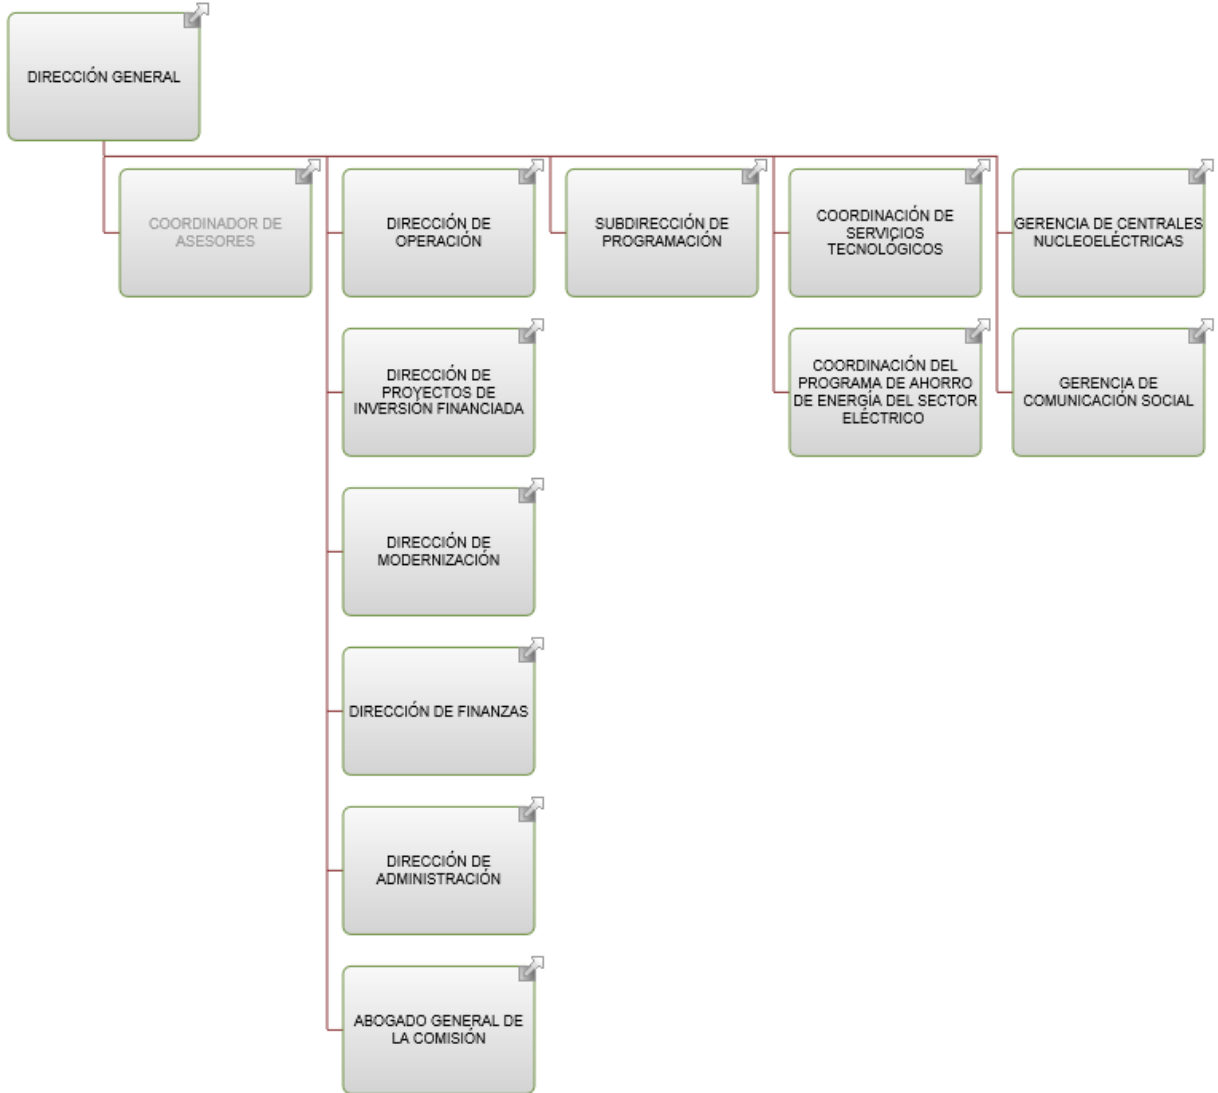 DIRECCIÓN GENERAL
COORDINADOR DE
ASESORES
DIRECCIÓN DE
OPERACIÓN
SUBDIRECCIÓN DE
PROGRAMACIÓN
COORDINACIÓN DE
SERVICIOS
TECNOLÓGICOS
GERENCIA DE CENTRALES
NUCLEOELÉCTRICAS
DIRECCIÓN DE
PROYECTOS DE
INVERSIÓN FINANCIADA
COORDINACIÓN DEL
PROGRAMA DE AHORRO
DE ENERGÍA DEL SECTOR
ELÉCTRICO
GERENCIA DE
COMUNICACIÓN SOCIAL
DIRECCIÓN DE
MODERNIZACIÓN
DIRECCIÓN DE FINANZAS
DIRECCIÓN DE
ADMINISTRACIÓN
ABOGADO GENERAL DE
LA COMISIÓN